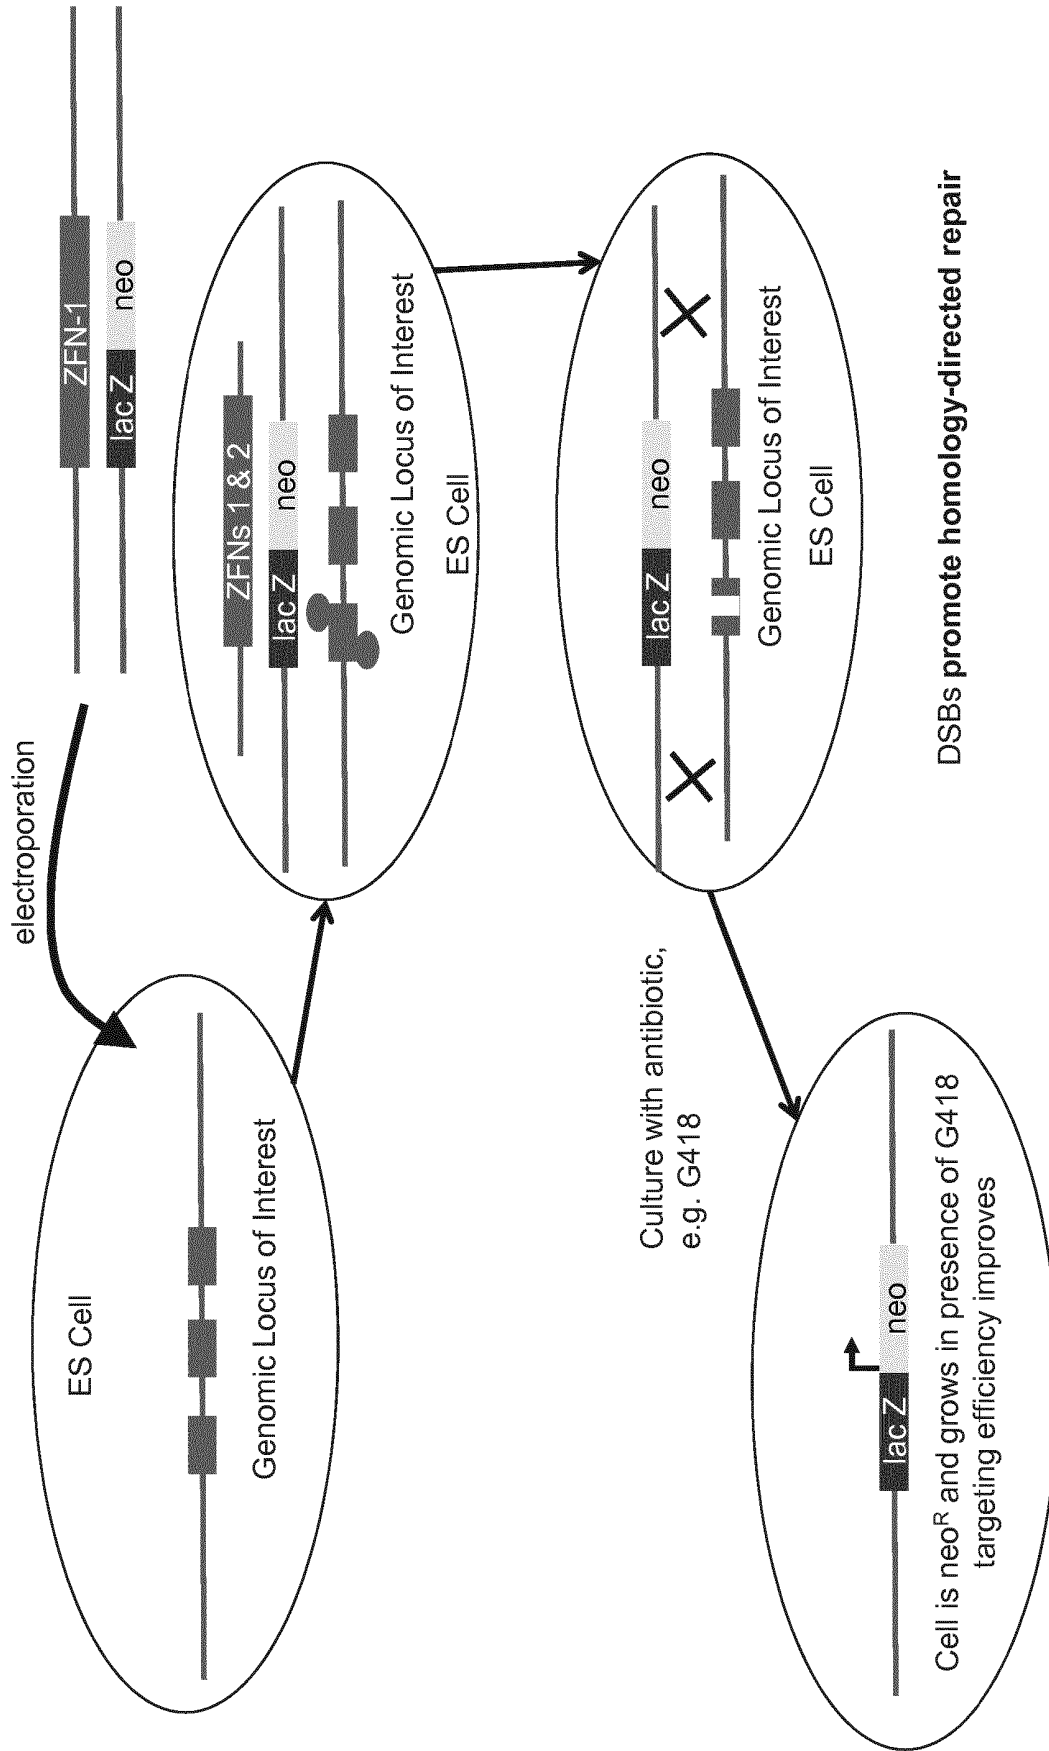 electroporation
ZFN-1
lac Z
neo
ES Cell
Genomic Locus of Interest
ZFNs 1 & 2
lac Z
neo
Genomic Locus of Interest
ES Cell
lac Z
neo
Genomic Locus of Interest
ES Cell
DSBs promote homology-directed repair
Culture with antibiotic,
e.g. G418
lac Z
neo
Cell is neoᴿ and grows in presence of G418
targeting efficiency improves